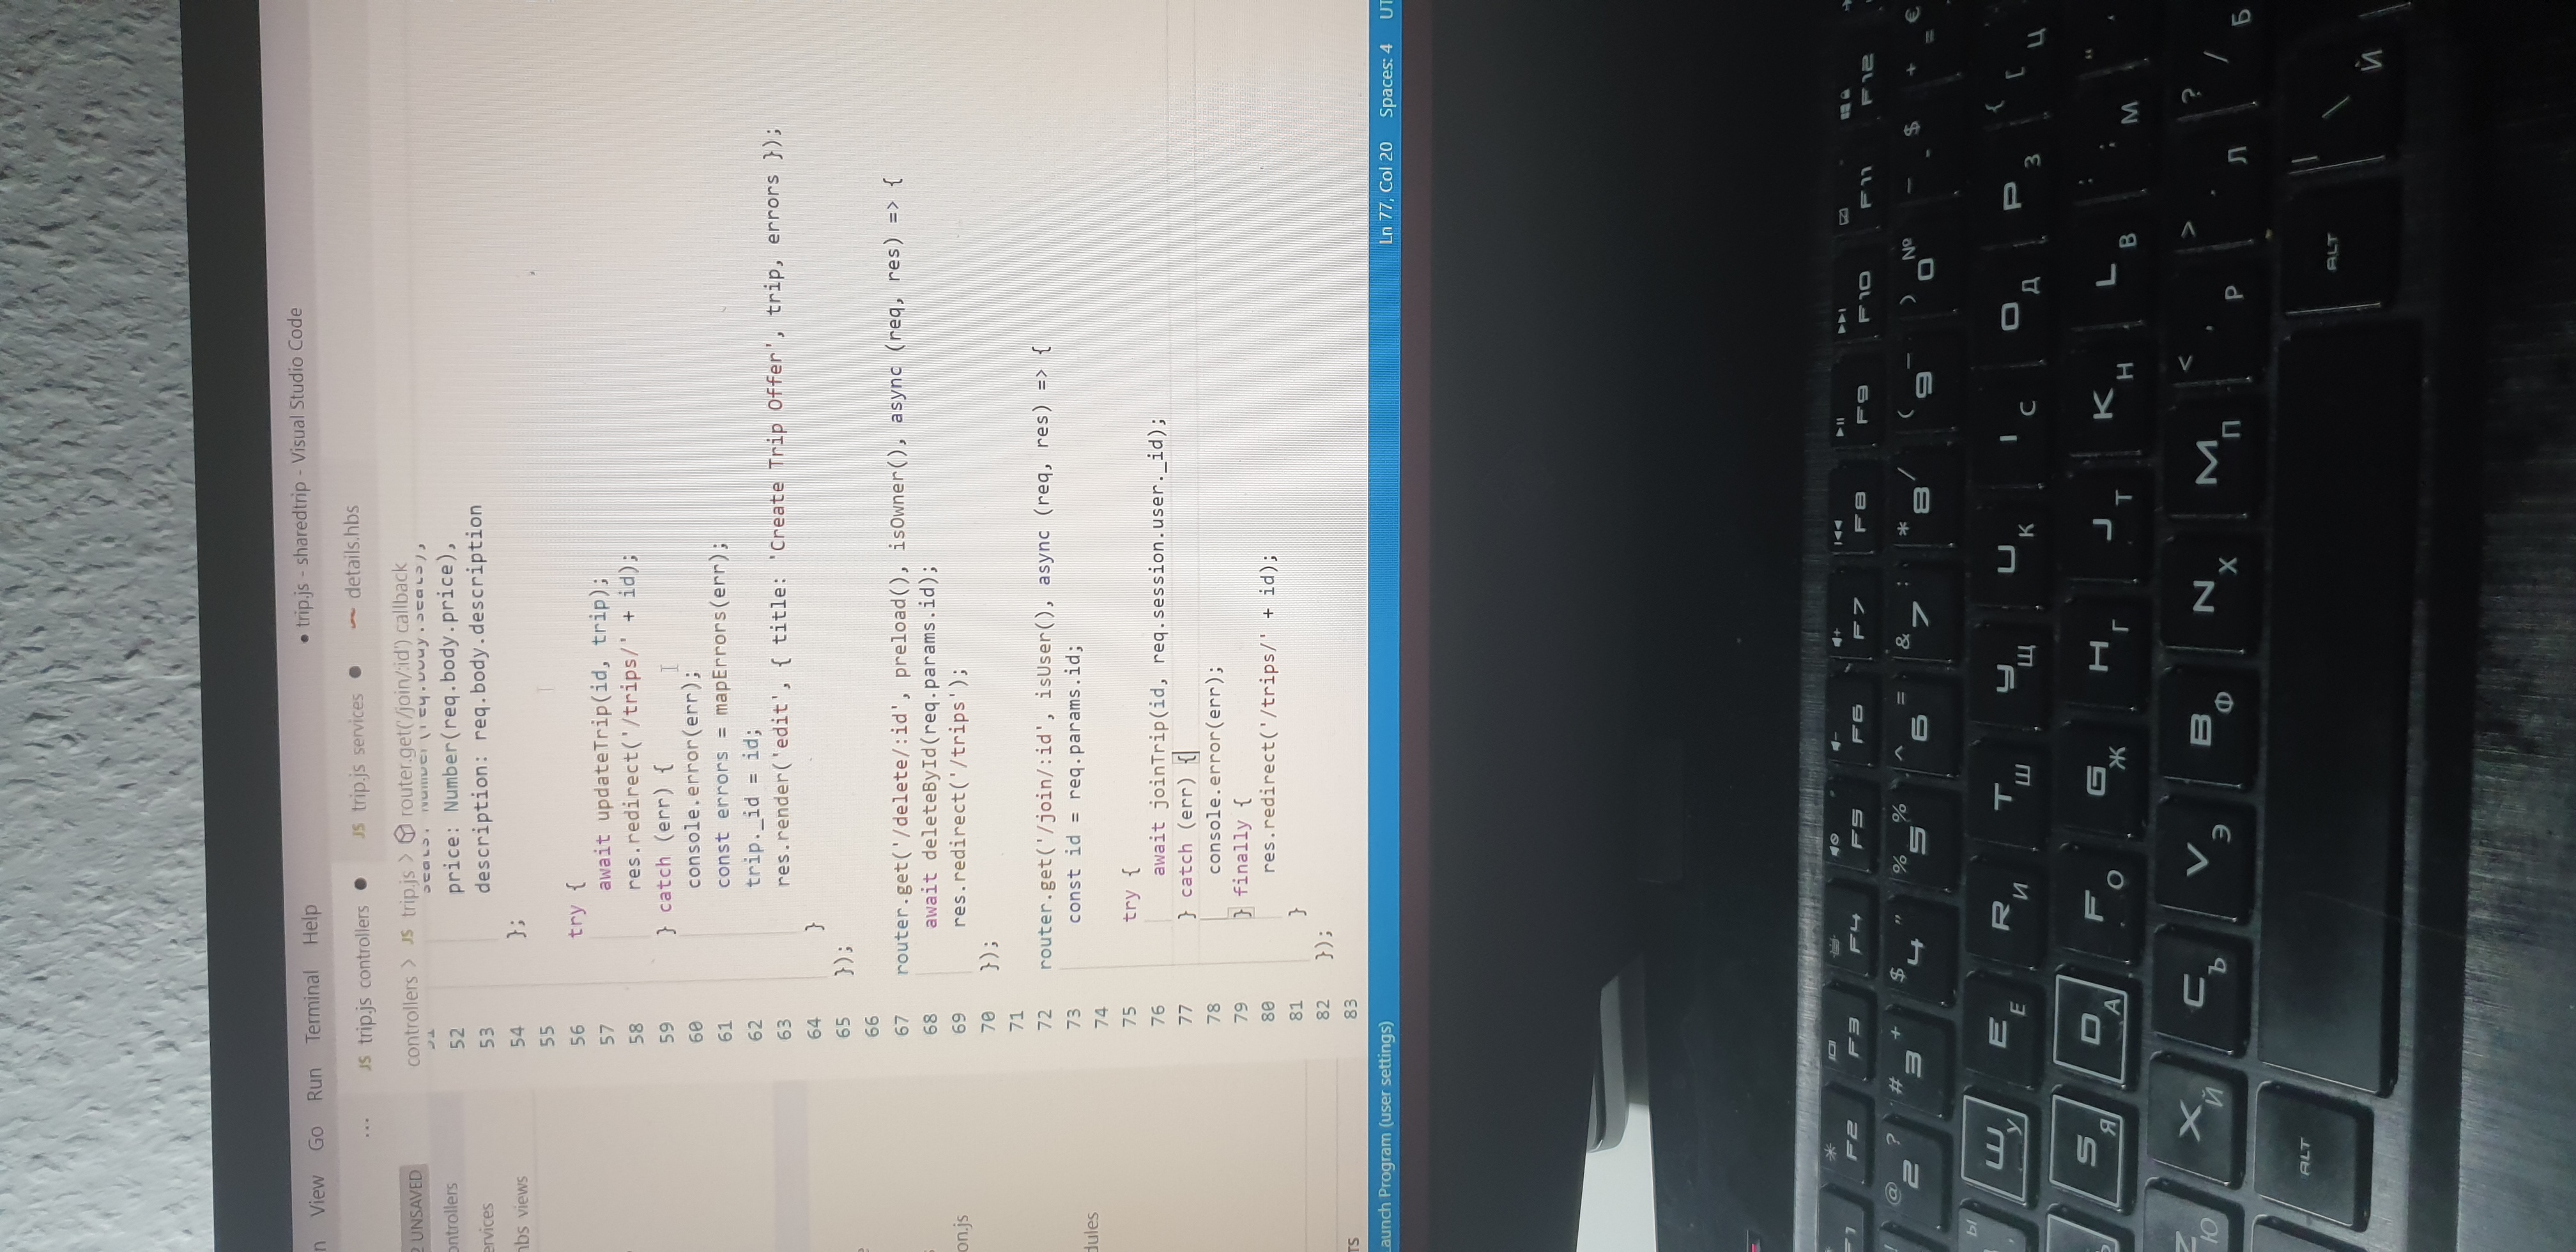 n View Go Run Terminal Help ● trip.js - sharedtrip - Visual Studio Code
... JS trip.js controllers ● JS trip.js services ● details.hbs
2 UNSAVED
controllers > JS trip.js > router.get('/join/:id') callback
ontrollers
ervices
hbs views
on.js
dules
TS
51 seats: Number(req.body.seats),
52 price: Number(req.body.price),
53 description: req.body.description
54 };
55
56 try {
57 await updateTrip(id, trip);
58 res.redirect('/trips/' + id);
59 } catch (err) {
60 console.error(err);
61 const errors = mapErrors(err);
62 trip._id = id;
63 res.render('edit', { title: 'Create Trip Offer', trip, errors });
64 }
65 });
66
67 router.get('/delete/:id', preload(), isOwner(), async (req, res) => {
68 await deleteById(req.params.id);
69 res.redirect('/trips');
70 });
71
72 router.get('/join/:id', isUser(), async (req, res) => {
73 const id = req.params.id;
74
75 try {
76 await joinTrip(id, req.session.user._id);
77 } catch (err) {
78 console.error(err);
79 } finally {
80 res.redirect('/trips/' + id);
81 }
82 });
83
Launch Program (user settings) Ln 77, Col 20 Spaces: 4 UT
F1 F2 F3 F4 F5 F6 F7 F8 F9 F10 F11 F12
! @ 2 ? # 3 + $ 4 " % 5 % ^ 6 = & 7 : * 8 / ( 9 – ) 0 № – - $ + = €
Ы Ш У E Е R И T Ш У Щ U К I С O Д P З { [ Ц
S Я D А F О G Ж H Г J Т K Н L В : ; М "
Z Ю X Й C Ъ V Э B Ф N Х M П < , Р > . Л ? / Б
ALT ALT | \ Ѝ